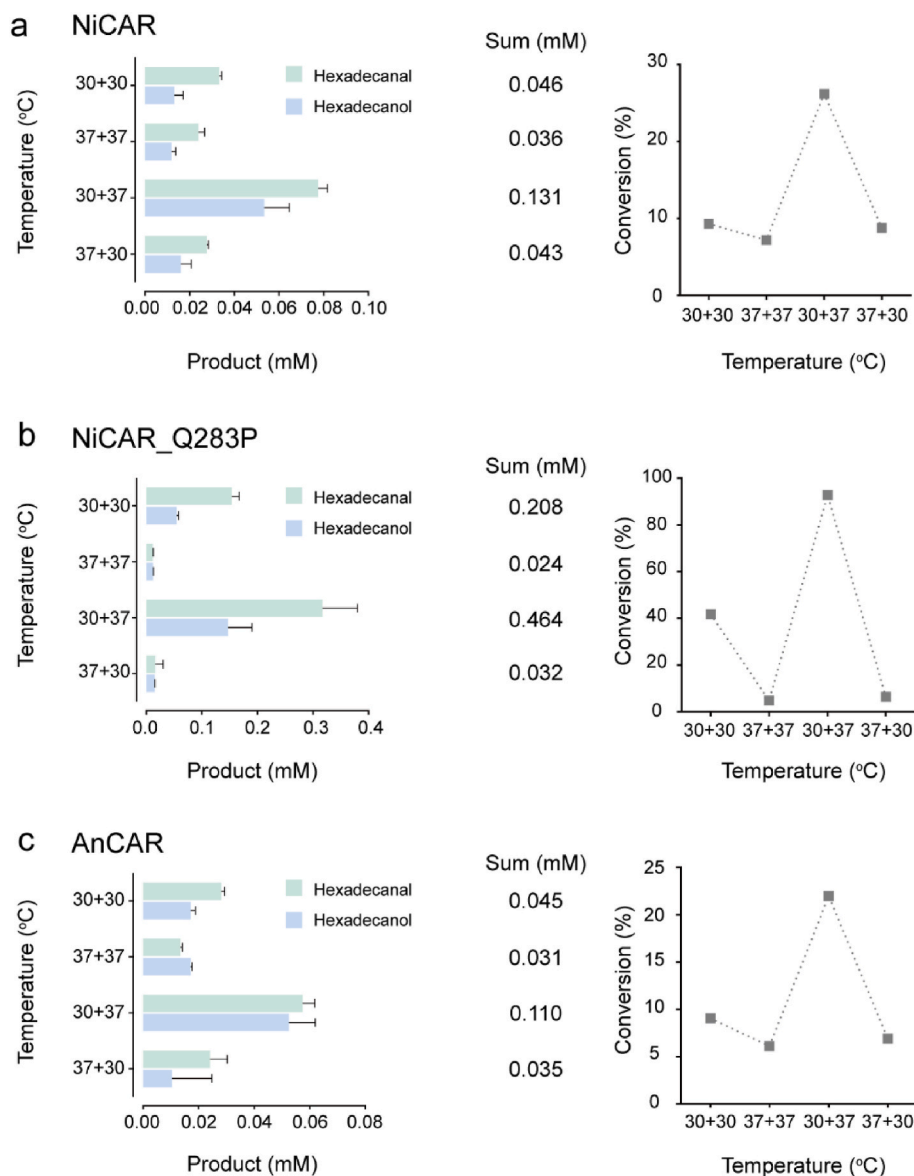 a NiCAR
Temperature (°C)
30+30
37+37
30+37
37+30
Hexadecanal
Hexadecanol
0.00 0.02 0.04 0.06 0.08 0.10
Product (mM)
Sum (mM)
0.046
0.036
0.131
0.043
Conversion (%)
30
20
10
0
30+30 37+37 30+37 37+30
Temperature (°C)
b NiCAR_Q283P
Temperature (°C)
30+30
37+37
30+37
37+30
Hexadecanal
Hexadecanol
0.0 0.1 0.2 0.3 0.4
Product (mM)
Sum (mM)
0.208
0.024
0.464
0.032
Conversion (%)
100
80
60
40
20
0
30+30 37+37 30+37 37+30
Temperature (°C)
c AnCAR
Temperature (°C)
30+30
37+37
30+37
37+30
Hexadecanal
Hexadecanol
0.00 0.02 0.04 0.06 0.08
Product (mM)
Sum (mM)
0.045
0.031
0.110
0.035
Conversion (%)
25
20
15
10
5
0
30+30 37+37 30+37 37+30
Temperature (°C)